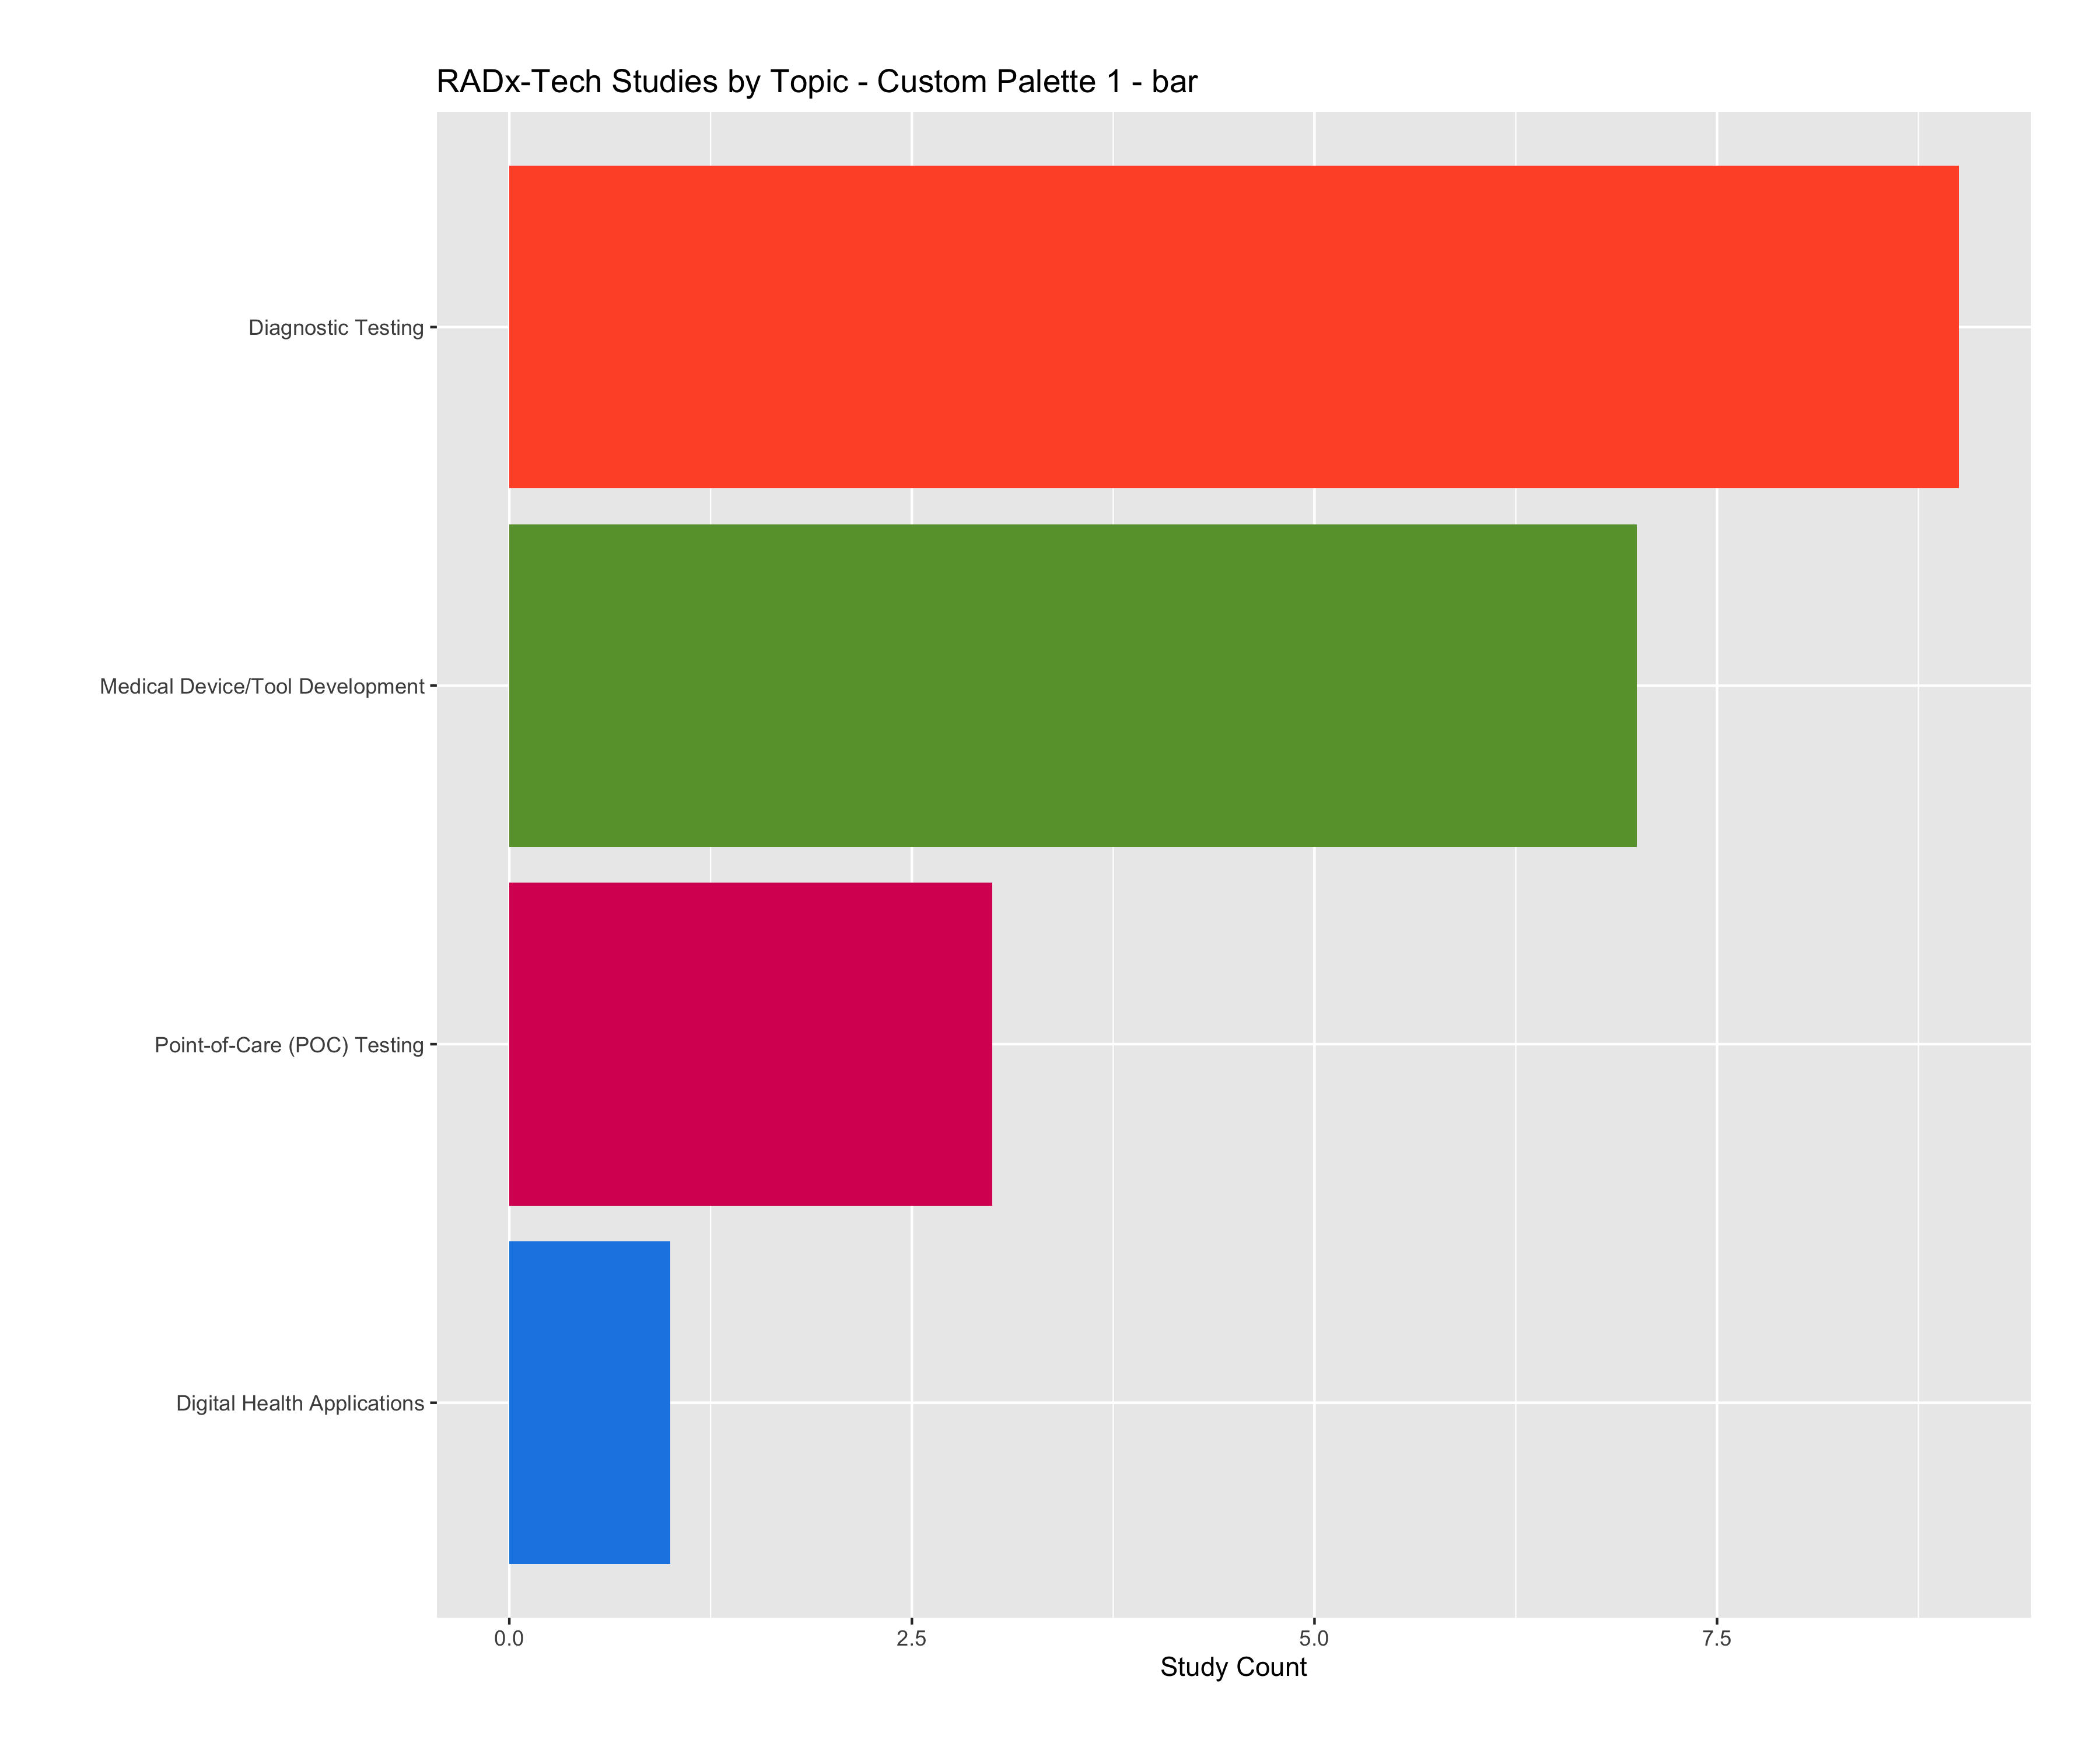 RADx-Tech Studies by Topic - Custom Palette 1 - bar
Diagnostic Testing
Medical Device/Tool Development
Point-of-Care (POC) Testing
Digital Health Applications
0.0 2.5 5.0 7.5
Study Count